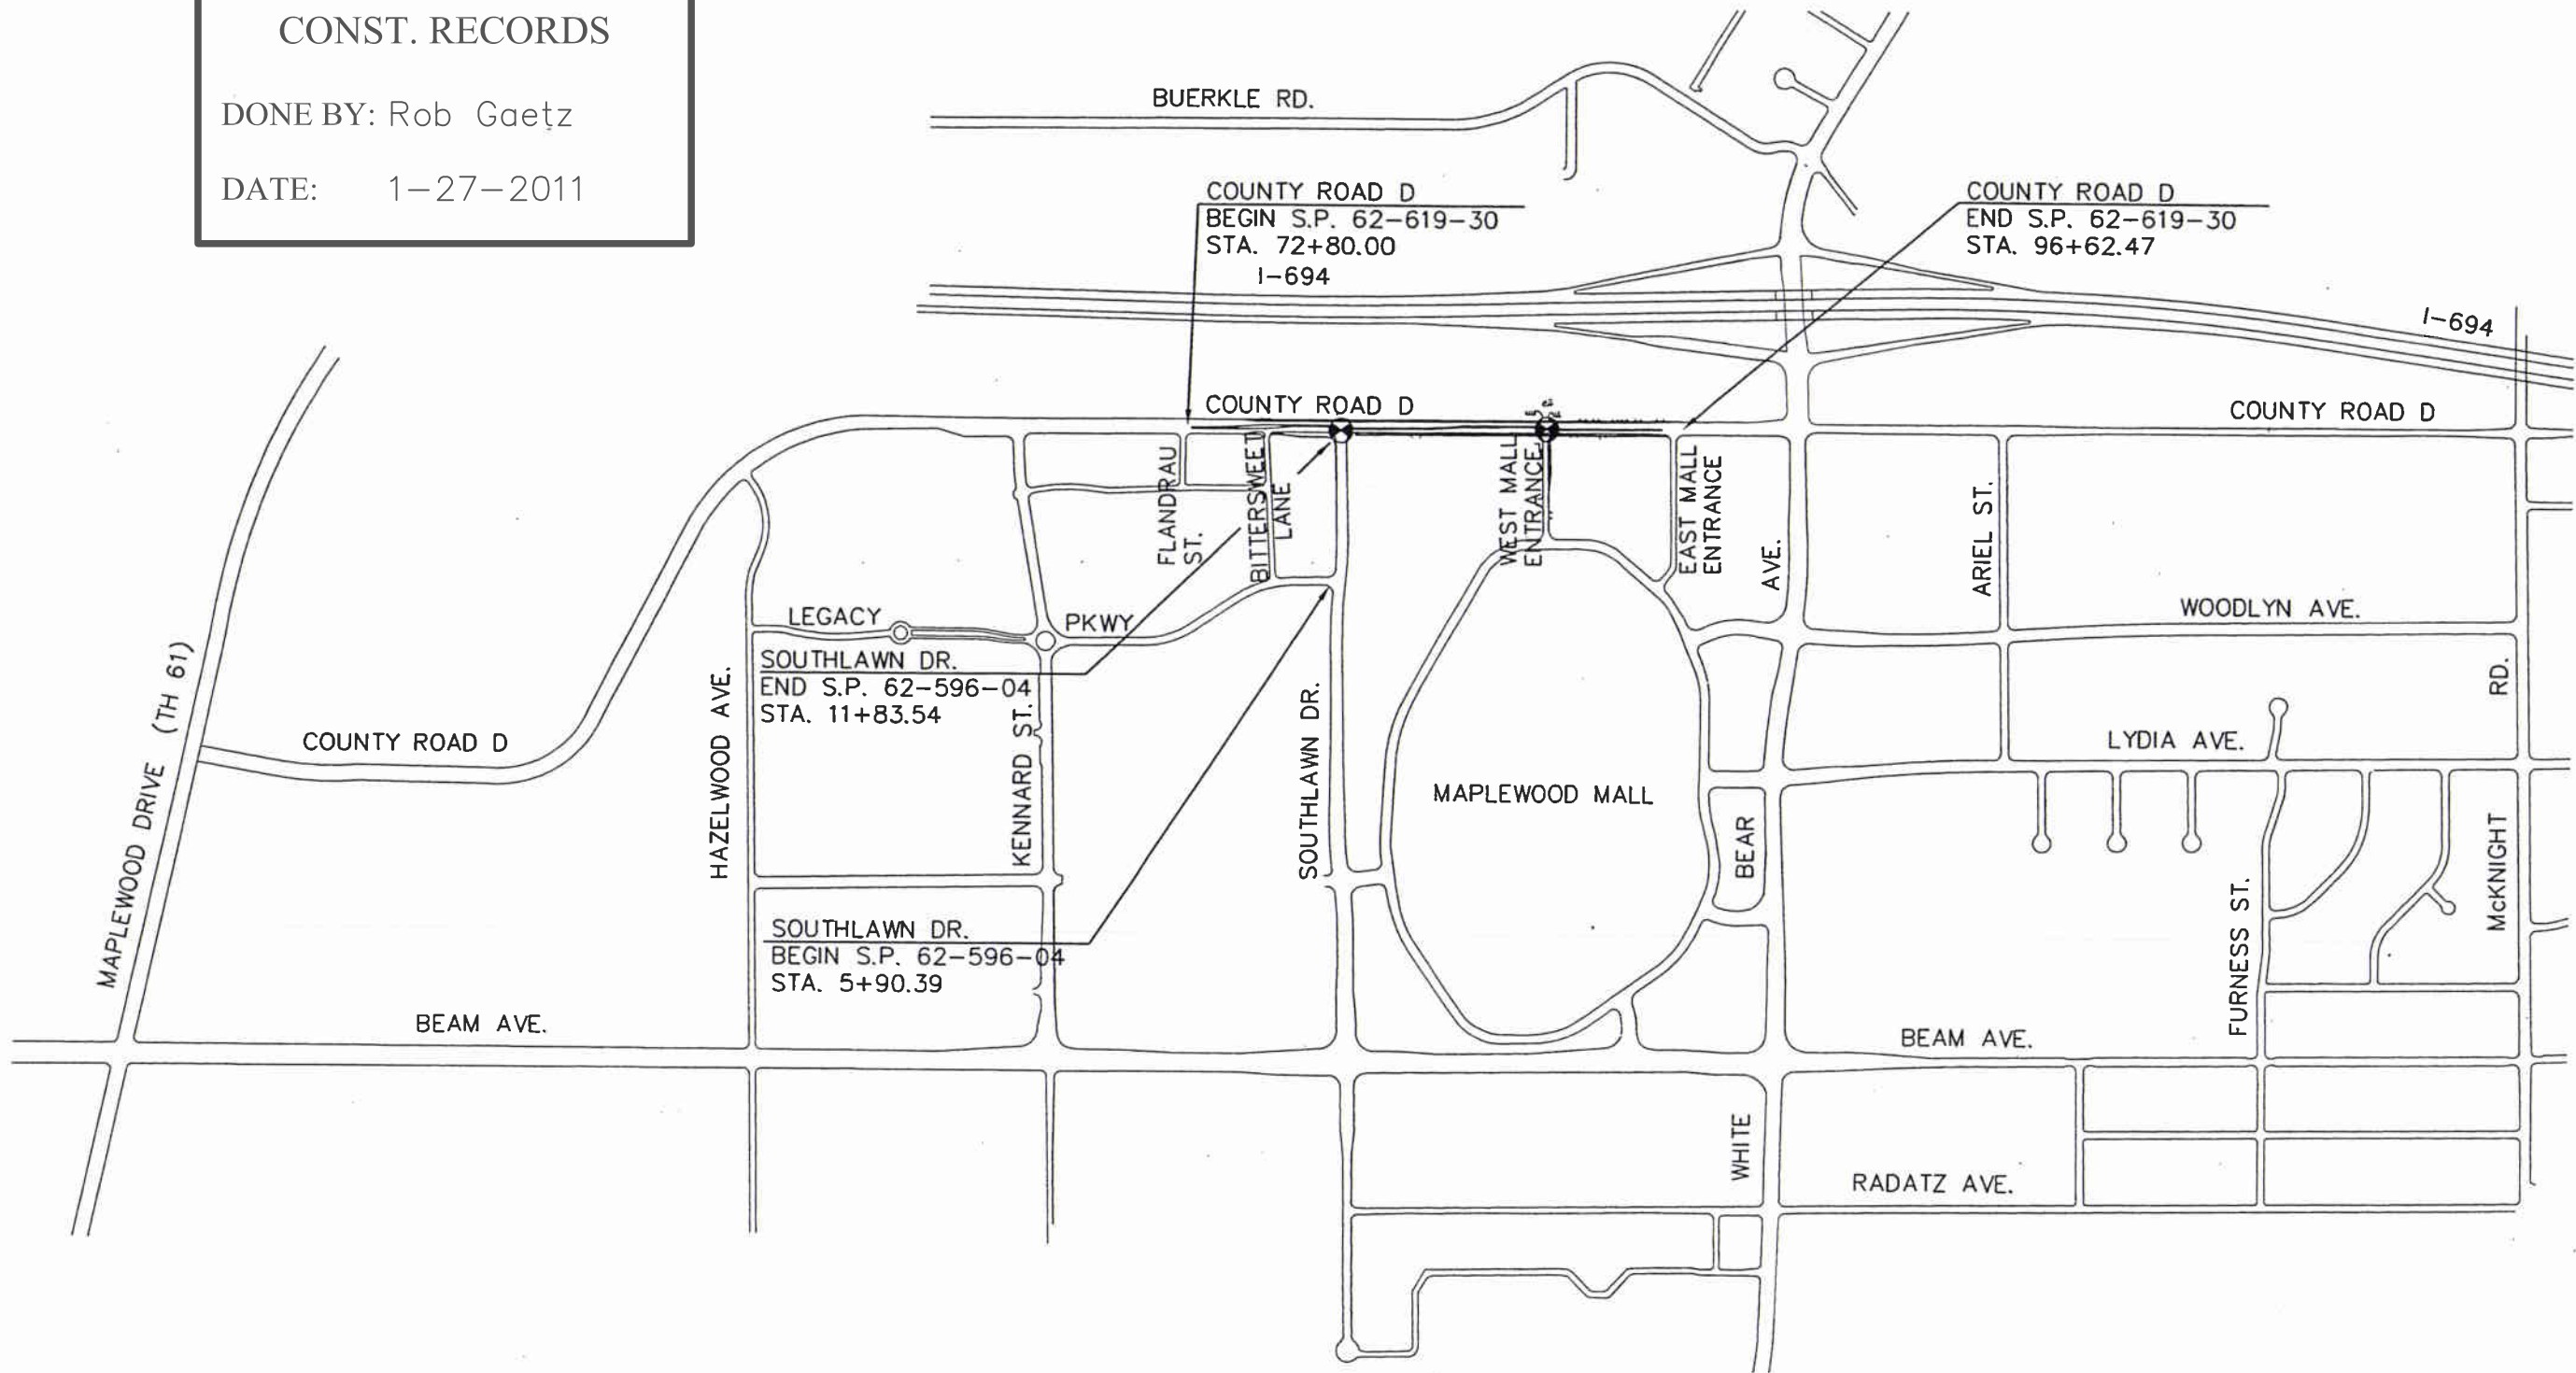 CONST. RECORDS
DONE BY: Rob Gaetz
DATE: 1-27-2011
BUERKLE RD.
COUNTY ROAD D
BEGIN S.P. 62-619-30
STA. 72+80.00
I-694
COUNTY ROAD D
END S.P. 62-619-30
STA. 96+62.47
I-694
COUNTY ROAD D
COUNTY ROAD D
FLANDRAU
ST.
BITTERSWEET
LANE
WEST MALL
ENTRANCE
EAST MALL
ENTRANCE
AVE.
ARIEL ST.
WOODLYN AVE.
LEGACY
PKWY
SOUTHLAWN DR.
END S.P. 62-596-04
STA. 11+83.54
MAPLEWOOD DRIVE (TH 61)
COUNTY ROAD D
HAZELWOOD AVE.
KENNARD ST.
SOUTHLAWN DR.
MAPLEWOOD MALL
BEAR
LYDIA AVE.
RD.
McKNIGHT
FURNESS ST.
SOUTHLAWN DR.
BEGIN S.P. 62-596-04
STA. 5+90.39
BEAM AVE.
BEAM AVE.
WHITE
RADATZ AVE.